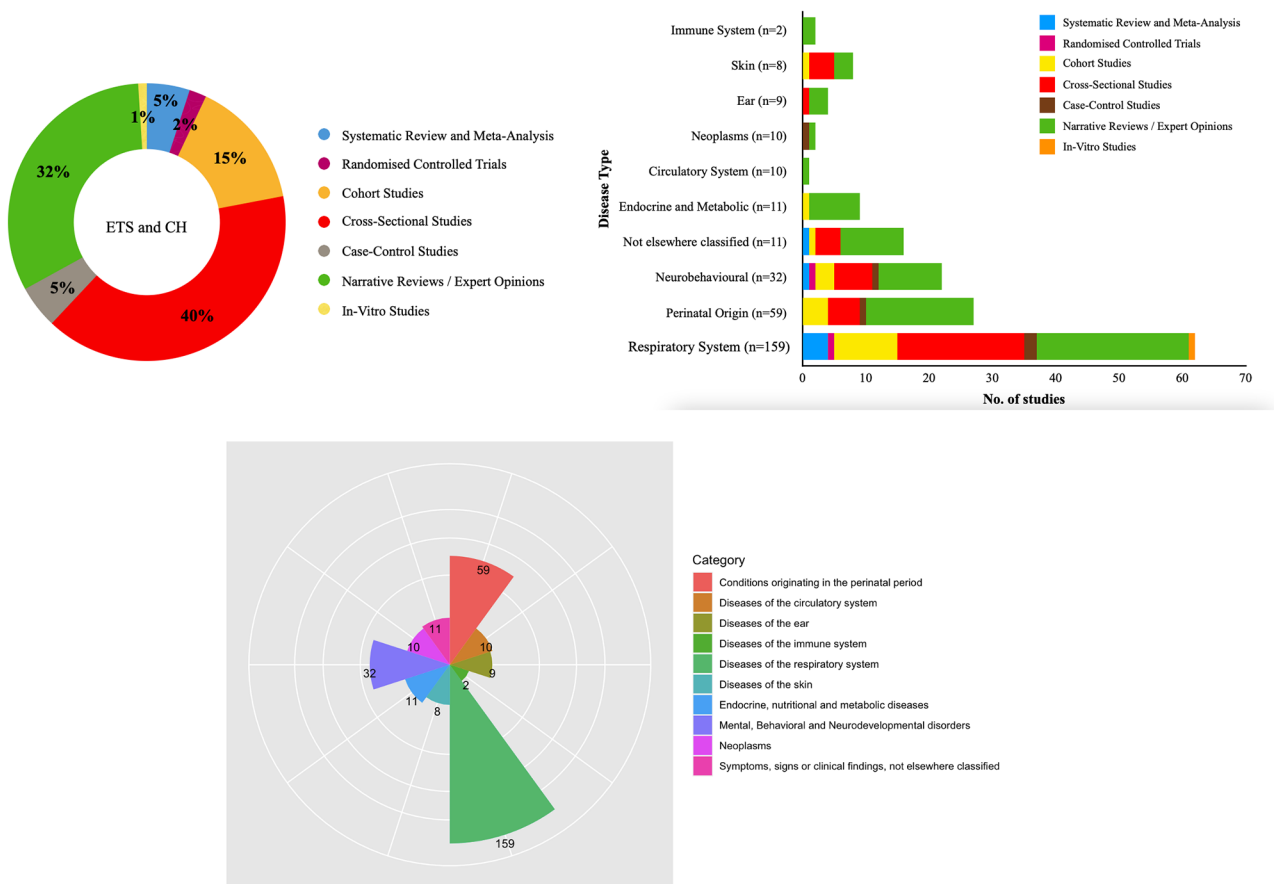 5%
2%
1%
15%
32%
ETS and CH
5%
40%
Systematic Review and Meta-Analysis
Randomised Controlled Trials
Cohort Studies
Cross-Sectional Studies
Case-Control Studies
Narrative Reviews / Expert Opinions
In-Vitro Studies
Disease Type
Immune System (n=2)
Skin (n=8)
Ear (n=9)
Neoplasms (n=10)
Circulatory System (n=10)
Endocrine and Metabolic (n=11)
Not elsewhere classified (n=11)
Neurobehavioural (n=32)
Perinatal Origin (n=59)
Respiratory System (n=159)
0 10 20 30 40 50 60 70
No. of studies
Systematic Review and Meta-Analysis
Randomised Controlled Trials
Cohort Studies
Cross-Sectional Studies
Case-Control Studies
Narrative Reviews / Expert Opinions
In-Vitro Studies
59
11
10
10
9
32
2
11
8
159
Category
Conditions originating in the perinatal period
Diseases of the circulatory system
Diseases of the ear
Diseases of the immune system
Diseases of the respiratory system
Diseases of the skin
Endocrine, nutritional and metabolic diseases
Mental, Behavioral and Neurodevelopmental disorders
Neoplasms
Symptoms, signs or clinical findings, not elsewhere classified